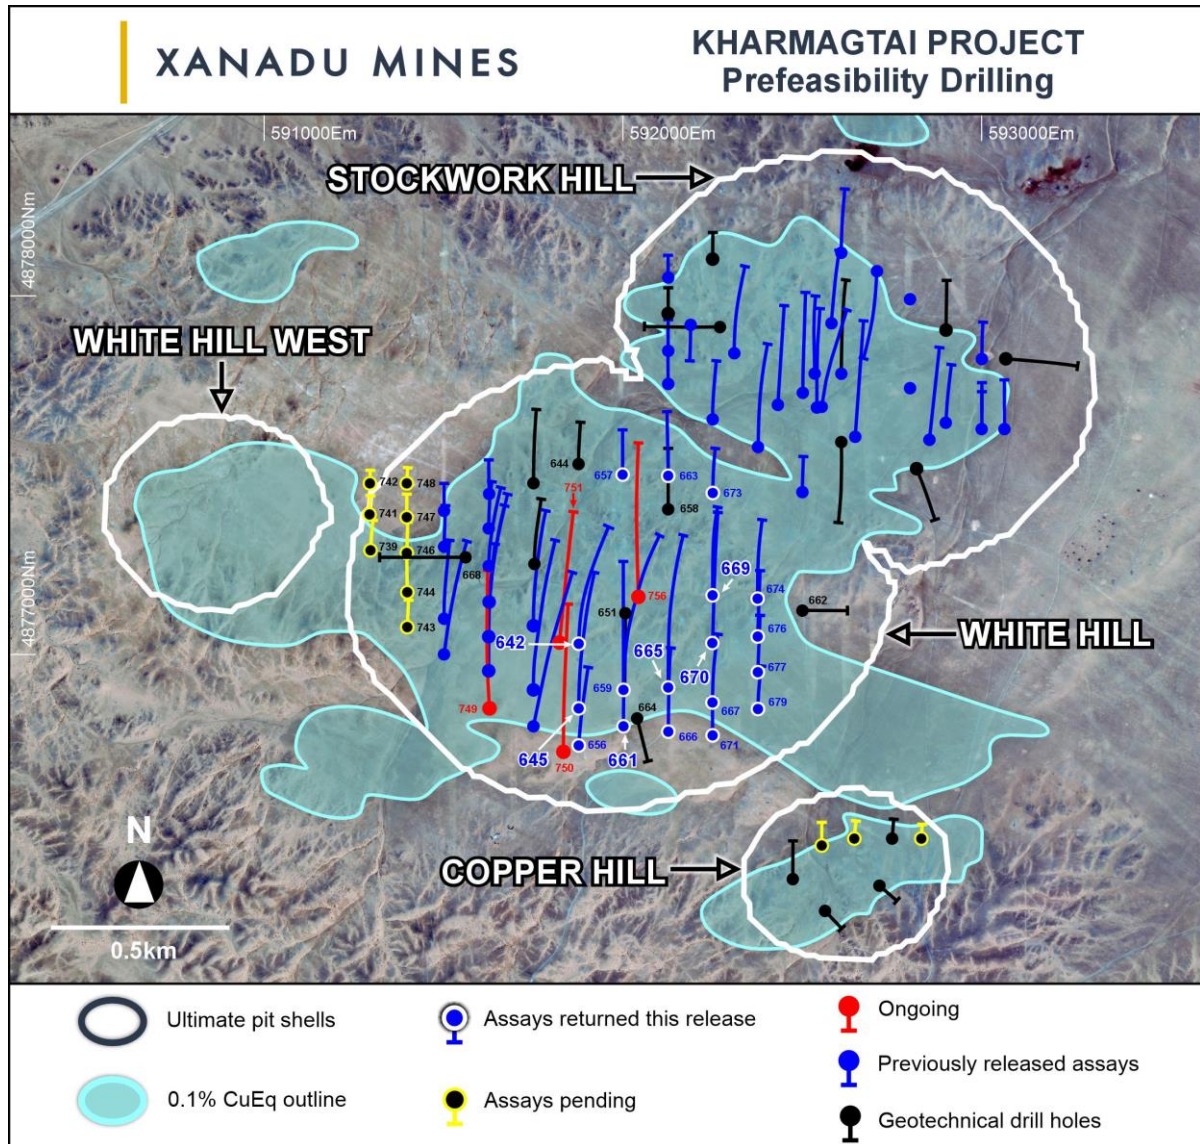 XANADU MINES
KHARMAGTAI PROJECT
Prefeasibility Drilling
591000Em
592000Em
593000Em
STOCKWORK HILL
4878000Nm
WHITE HILL WEST
742
748
644
657
663
751
673
741
747
658
739
746
668
669
674
744
756
651
662
4877000Nm
743
642
665
676
WHITE HILL
670
677
659
749
667
679
664
645
656
661
666
671
750
N
COPPER HILL
0.5km
Ultimate pit shells
Assays returned this release
Ongoing
Previously released assays
0.1% CuEq outline
Assays pending
Geotechnical drill holes